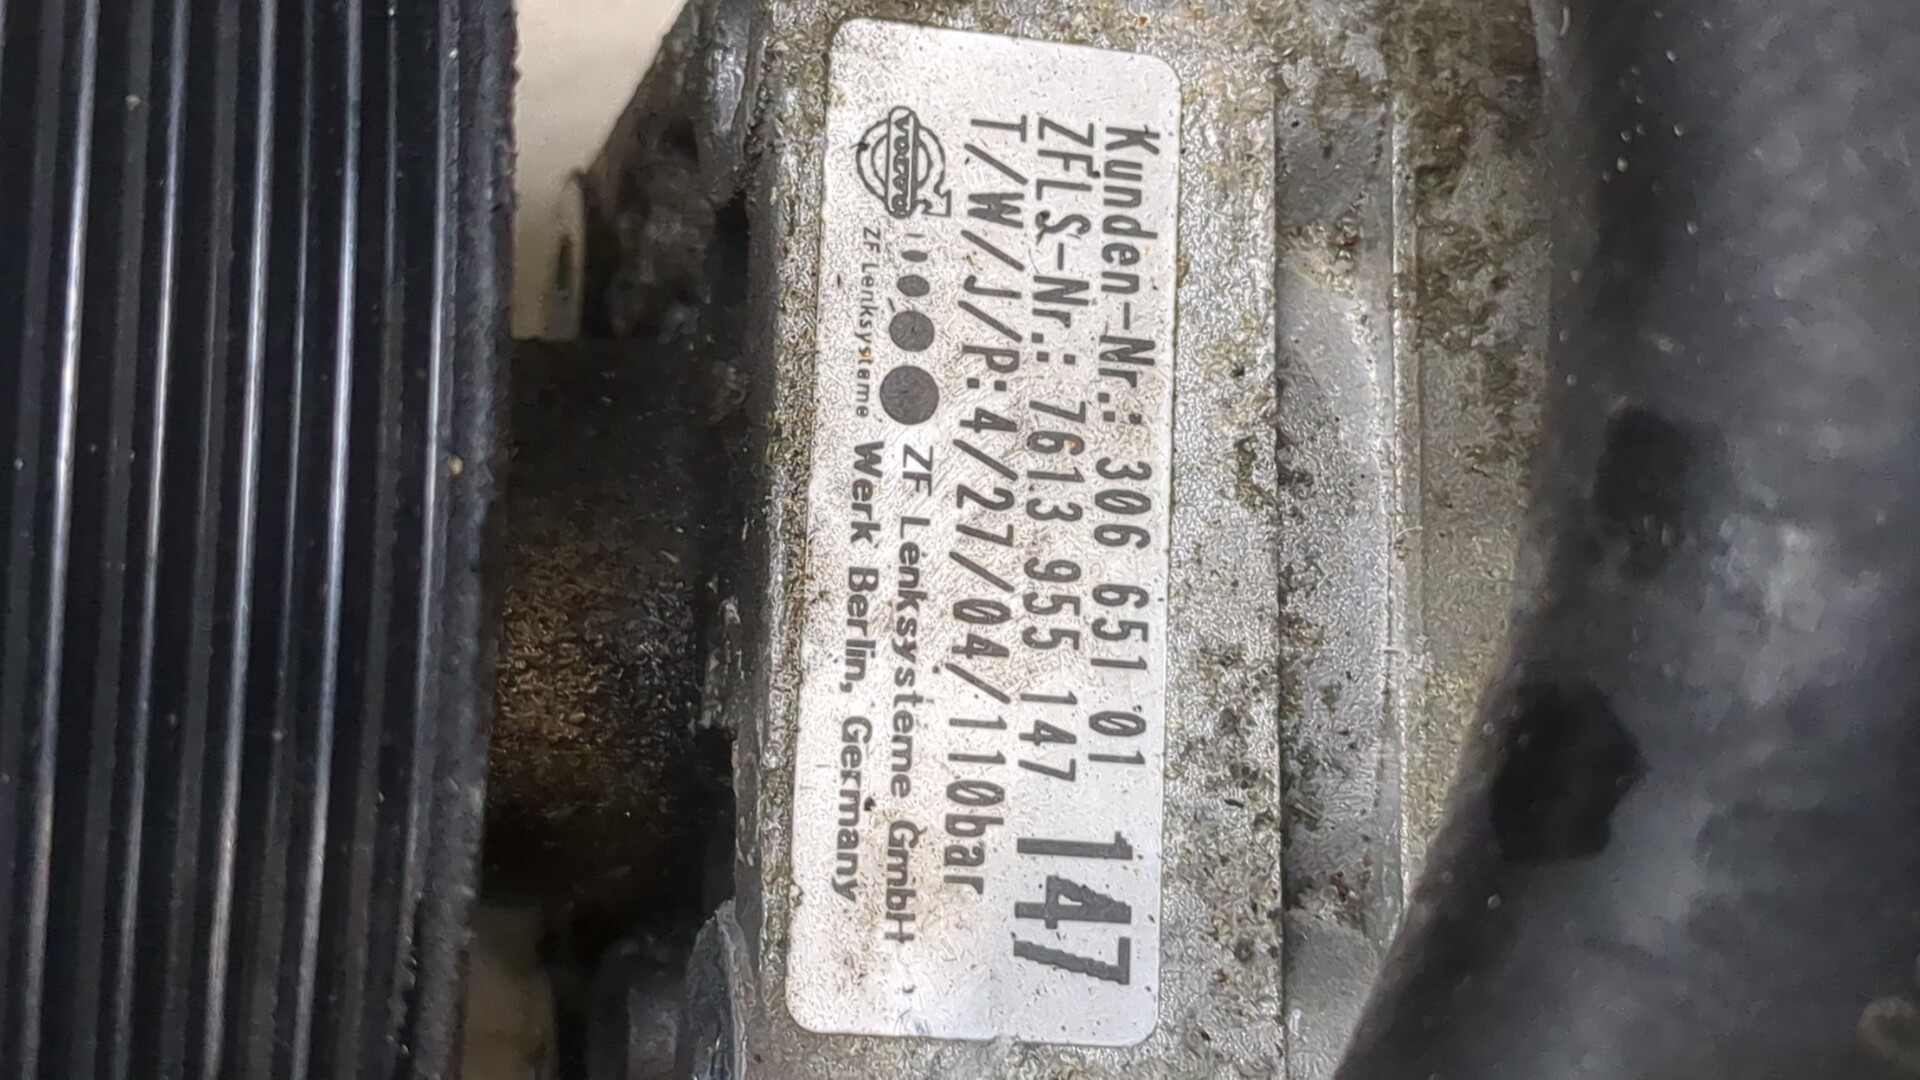 Kunden-Nr.: 306 651 01
ZFLS-Nr.: 7613 955 147
147
T/W/J/P:4/27/04/110bar
VOLVO
ZF Lenksysteme GmbH
ZF Lenksysteme Werk Berlin, Germany